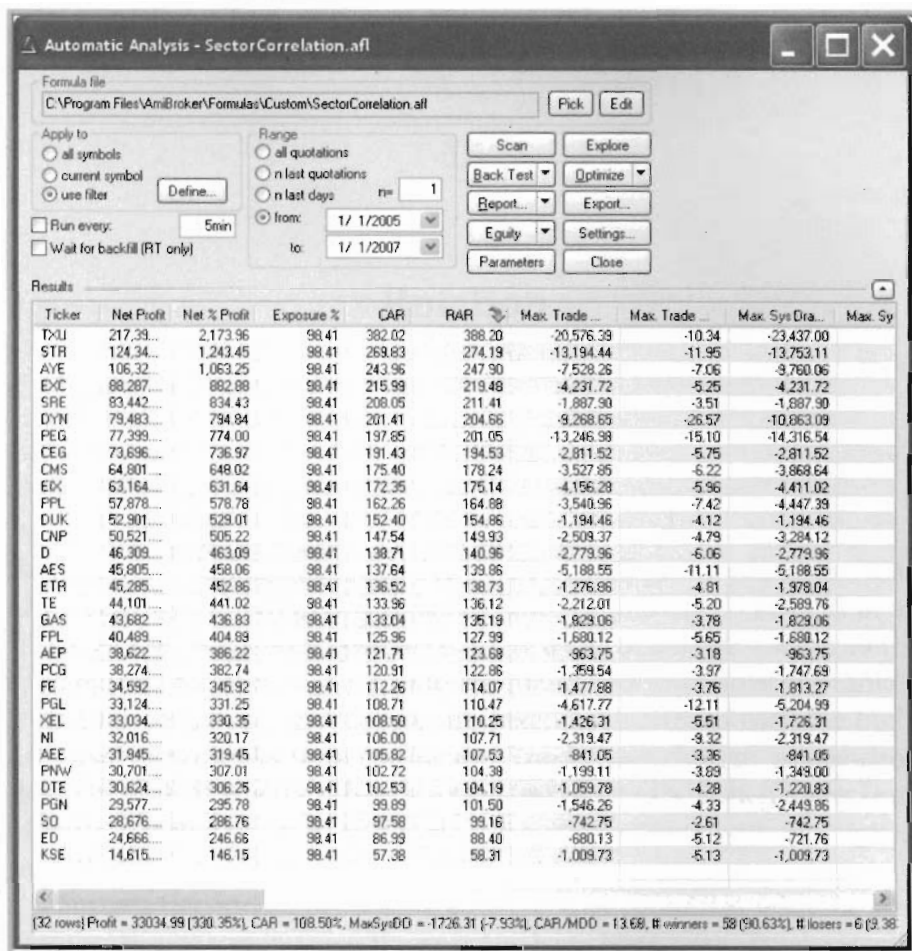 Automatic Analysis - SectorCorrelation.afl
Formula file
C:\Program Files\AmiBroker\Formulas\Custom\SectorCorrelation.afl Pick Edit
Apply to Range
all symbols all quotations Scan Explore
current symbol n last quotations Back Test Optimize
use filter Define... n last days n= 1 Report... Export...
Run every: 5min from: 1/ 1/2005 Equity Settings...
Wait for backfill (RT only) to: 1/ 1/2007 Parameters Close
Results
Ticker Net Profit Net % Profit Exposure % CAR RAR Max. Trade ... Max. Trade ... Max. Sys Dra... Max. Sy
TXU 217,39... 2,173.96 98.41 382.02 388.20 -20,576.39 -10.34 -23,437.00
STR 124,34... 1,243.45 98.41 269.83 274.19 -13,194.44 -11.95 -13,753.11
AYE 106,32... 1,063.25 98.41 243.96 247.90 -7,528.26 -7.06 -9,760.06
EXC 88,287.... 882.88 98.41 215.99 219.48 -4,231.72 -5.25 -4,231.72
SRE 83,442.... 834.43 98.41 208.05 211.41 -1,887.90 -3.51 -1,887.90
DYN 79,483.... 794.84 98.41 201.41 204.66 -9,268.65 -26.57 -10,863.09
PEG 77,399.... 774.00 98.41 197.85 201.05 -13,246.98 -15.10 -14,316.54
CEG 73,696.... 736.97 98.41 191.43 194.53 -2,811.52 -5.75 -2,811.52
CMS 64,801.... 648.02 98.41 175.40 178.24 -3,527.85 -6.22 -3,868.64
EIX 63,164.... 631.64 98.41 172.35 175.14 -4,156.28 -5.96 -4,411.02
PPL 57,878.... 578.78 98.41 162.26 164.88 -3,540.96 -7.42 -4,447.39
DUK 52,901.... 529.01 98.41 152.40 154.86 -1,194.46 -4.12 -1,194.46
CNP 50,521.... 505.22 98.41 147.54 149.93 -2,509.37 -4.79 -3,284.12
D 46,309.... 463.09 98.41 138.71 140.96 -2,779.96 -6.06 -2,779.96
AES 45,805.... 458.06 98.41 137.64 139.86 -5,188.55 -11.11 -5,188.55
ETR 45,285.... 452.86 98.41 136.52 138.73 -1,276.86 -4.81 -1,978.04
TE 44,101.... 441.02 98.41 133.96 136.12 -2,212.01 -5.20 -2,589.76
GAS 43,682.... 436.83 98.41 133.04 135.19 -1,829.06 -3.78 -1,829.06
FPL 40,489.... 404.89 98.41 125.96 127.99 -1,680.12 -5.65 -1,680.12
AEP 38,622.... 386.22 98.41 121.71 123.68 -963.75 -3.18 -963.75
PCG 38,274.... 382.74 98.41 120.91 122.86 -1,359.54 -3.97 -1,747.69
FE 34,592.... 345.92 98.41 112.26 114.07 -1,477.88 -3.76 -1,813.27
PGL 33,124.... 331.25 98.41 108.71 110.47 -4,617.77 -12.11 -5,204.99
XEL 33,034.... 330.35 98.41 108.50 110.25 -1,426.31 -5.51 -1,726.31
NI 32,016.... 320.17 98.41 106.00 107.71 -2,319.47 -9.32 -2,319.47
AEE 31,945.... 319.45 98.41 105.82 107.53 -841.05 -3.36 -841.05
PNW 30,701.... 307.01 98.41 102.72 104.38 -1,199.11 -3.89 -1,349.00
DTE 30,624.... 306.25 98.41 102.53 104.19 -1,059.78 -4.28 -1,220.83
PGN 29,577.... 295.78 98.41 99.89 101.50 -1,546.26 -4.33 -2,449.86
SO 28,676.... 286.76 98.41 97.58 99.16 -742.75 -2.61 -742.75
ED 24,666.... 246.66 98.41 86.99 88.40 -680.13 -5.12 -721.76
KSE 14,615.... 146.15 98.41 57.38 58.31 -1,009.73 -5.13 -1,009.73
(32 rows) Profit = 33034.99 (330.35%), CAR = 108.50%, MaxSysDD = -1726.31 (-7.93%), CAR/MDD = 13.68, # winners = 58 (90.63%), # losers = 6 (9.38